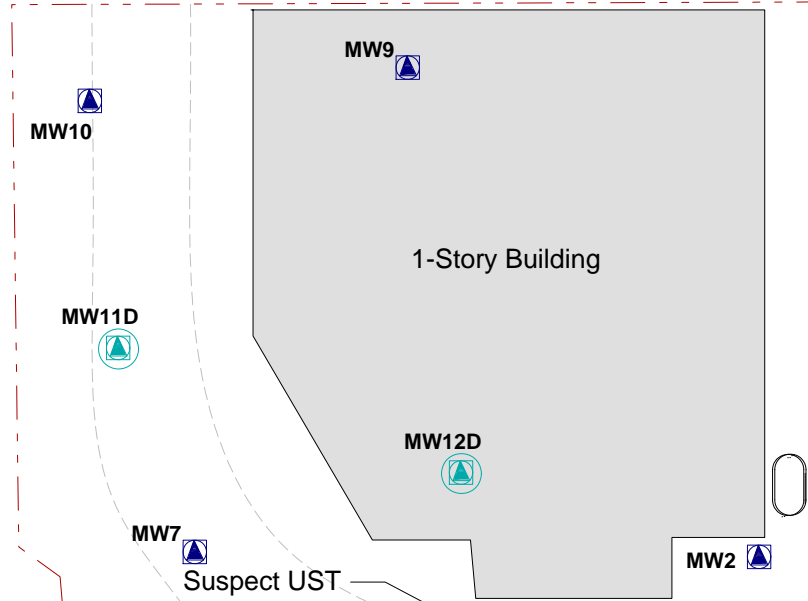 MW9
MW10
1-Story Building
MW11D
MW12D
MW7
MW2
Suspect UST